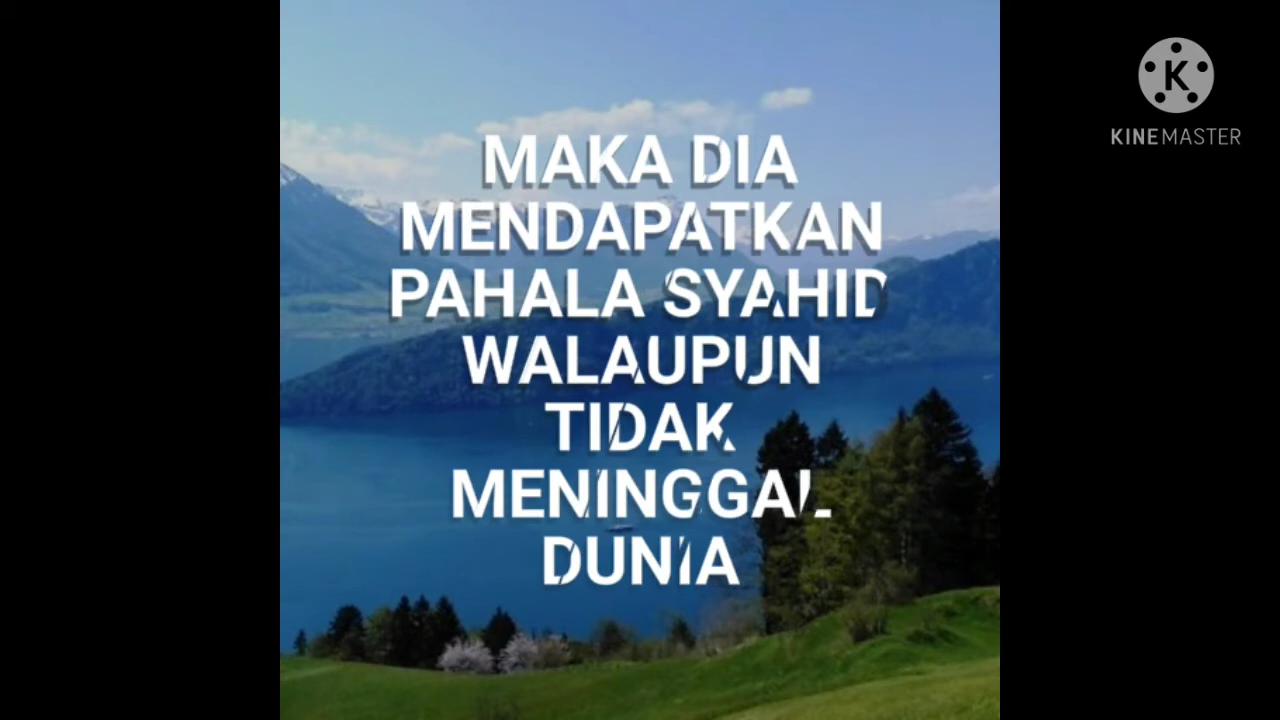 MAKA DIA
MENDAPATKAN
PAHALA SYAHID
WALAUPUN
TIDAK
MENINGGAL
DUNIA
K
KINEMASTER